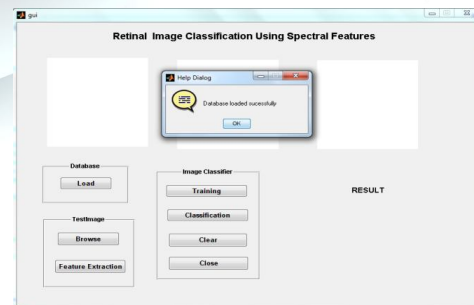 gui
Retinal Image Classification Using Spectral Features
Help Dialog
Database loaded sucessfully
OK
Database
Load
TestImage
Browse
Feature Extraction
Image Classifier
Training
Classification
Clear
Close
RESULT